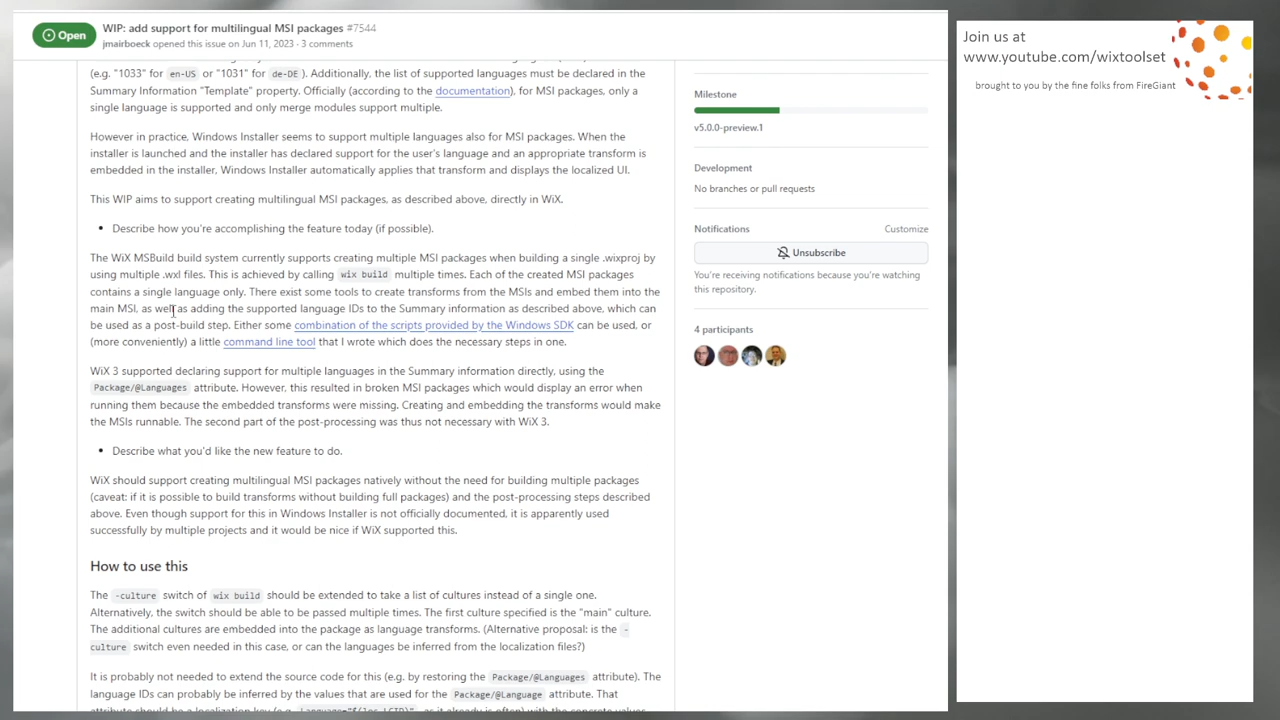 Open
WIP: add support for multilingual MSI packages #7544
jmairboeck opened this issue on Jun 11, 2023 · 3 comments
(e.g. "1033" for en-US or "1031" for de-DE ). Additionally, the list of supported languages must be declared in the
Summary Information "Template" property. Officially (according to the documentation), for MSI packages, only a
single language is supported and only merge modules support multiple.
However in practice, Windows Installer seems to support multiple languages also for MSI packages. When the
installer is launched and the installer has declared support for the user's language and an appropriate transform is
embedded in the installer, Windows Installer automatically applies that transform and displays the localized UI.
This WIP aims to support creating multilingual MSI packages, as described above, directly in WiX.
• Describe how you're accomplishing the feature today (if possible).
The WiX MSBuild build system currently supports creating multiple MSI packages when building a single .wixproj by
using multiple .wxl files. This is achieved by calling wix build multiple times. Each of the created MSI packages
contains a single language only. There exist some tools to create transforms from the MSIs and embed them into the
main MSI, as well as adding the supported language IDs to the Summary information as described above, which can
be used as a post-build step. Either some combination of the scripts provided by the Windows SDK can be used, or
(more conveniently) a little command line tool that I wrote which does the necessary steps in one.
WiX 3 supported declaring support for multiple languages in the Summary information directly, using the
Package/@Languages attribute. However, this resulted in broken MSI packages which would display an error when
running them because the embedded transforms were missing. Creating and embedding the transforms would make
the MSIs runnable. The second part of the post-processing was thus not necessary with WiX 3.
• Describe what you'd like the new feature to do.
WiX should support creating multilingual MSI packages natively without the need for building multiple packages
(caveat: if it is possible to build transforms without building full packages) and the post-processing steps described
above. Even though support for this in Windows Installer is not officially documented, it is apparently used
successfully by multiple projects and it would be nice if WiX supported this.
How to use this
The -culture switch of wix build should be extended to take a list of cultures instead of a single one.
Alternatively, the switch should be able to be passed multiple times. The first culture specified is the "main" culture.
The additional cultures are embedded into the package as language transforms. (Alternative proposal: is the -
culture switch even needed in this case, or can the languages be inferred from the localization files?)
It is probably not needed to extend the source code for this (e.g. by restoring the Package/@Languages attribute). The
language IDs can probably be inferred by the values that are used for the Package/@Language attribute. That
attribute should be a localization key (e.g. Language="$(loc.LCID)" , as it already is often) with the concrete values
Milestone
v5.0.0-preview.1
Development
No branches or pull requests
Notifications
Customize
Unsubscribe
You're receiving notifications because you're watching
this repository.
4 participants
Join us at
www.youtube.com/wixtoolset
brought to you by the fine folks from FireGiant